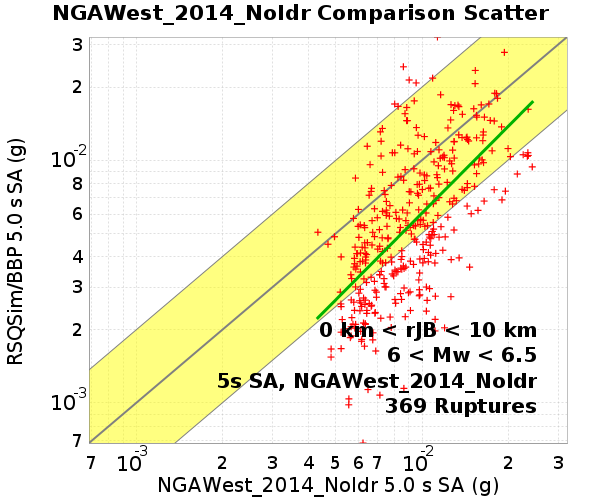 NGAWest_2014_NoIdr Comparison Scatter
3
2
10-2
8
6
4
3
2
10-3
7
RSQSim/BBP 5.0 s SA (g)
0 km < rJB < 10 km
6 < Mw < 6.5
5s SA, NGAWest_2014_NoIdr
369 Ruptures
7 10-3 2 3 4 5 6 7 10-2 2 3
NGAWest_2014_NoIdr 5.0 s SA (g)